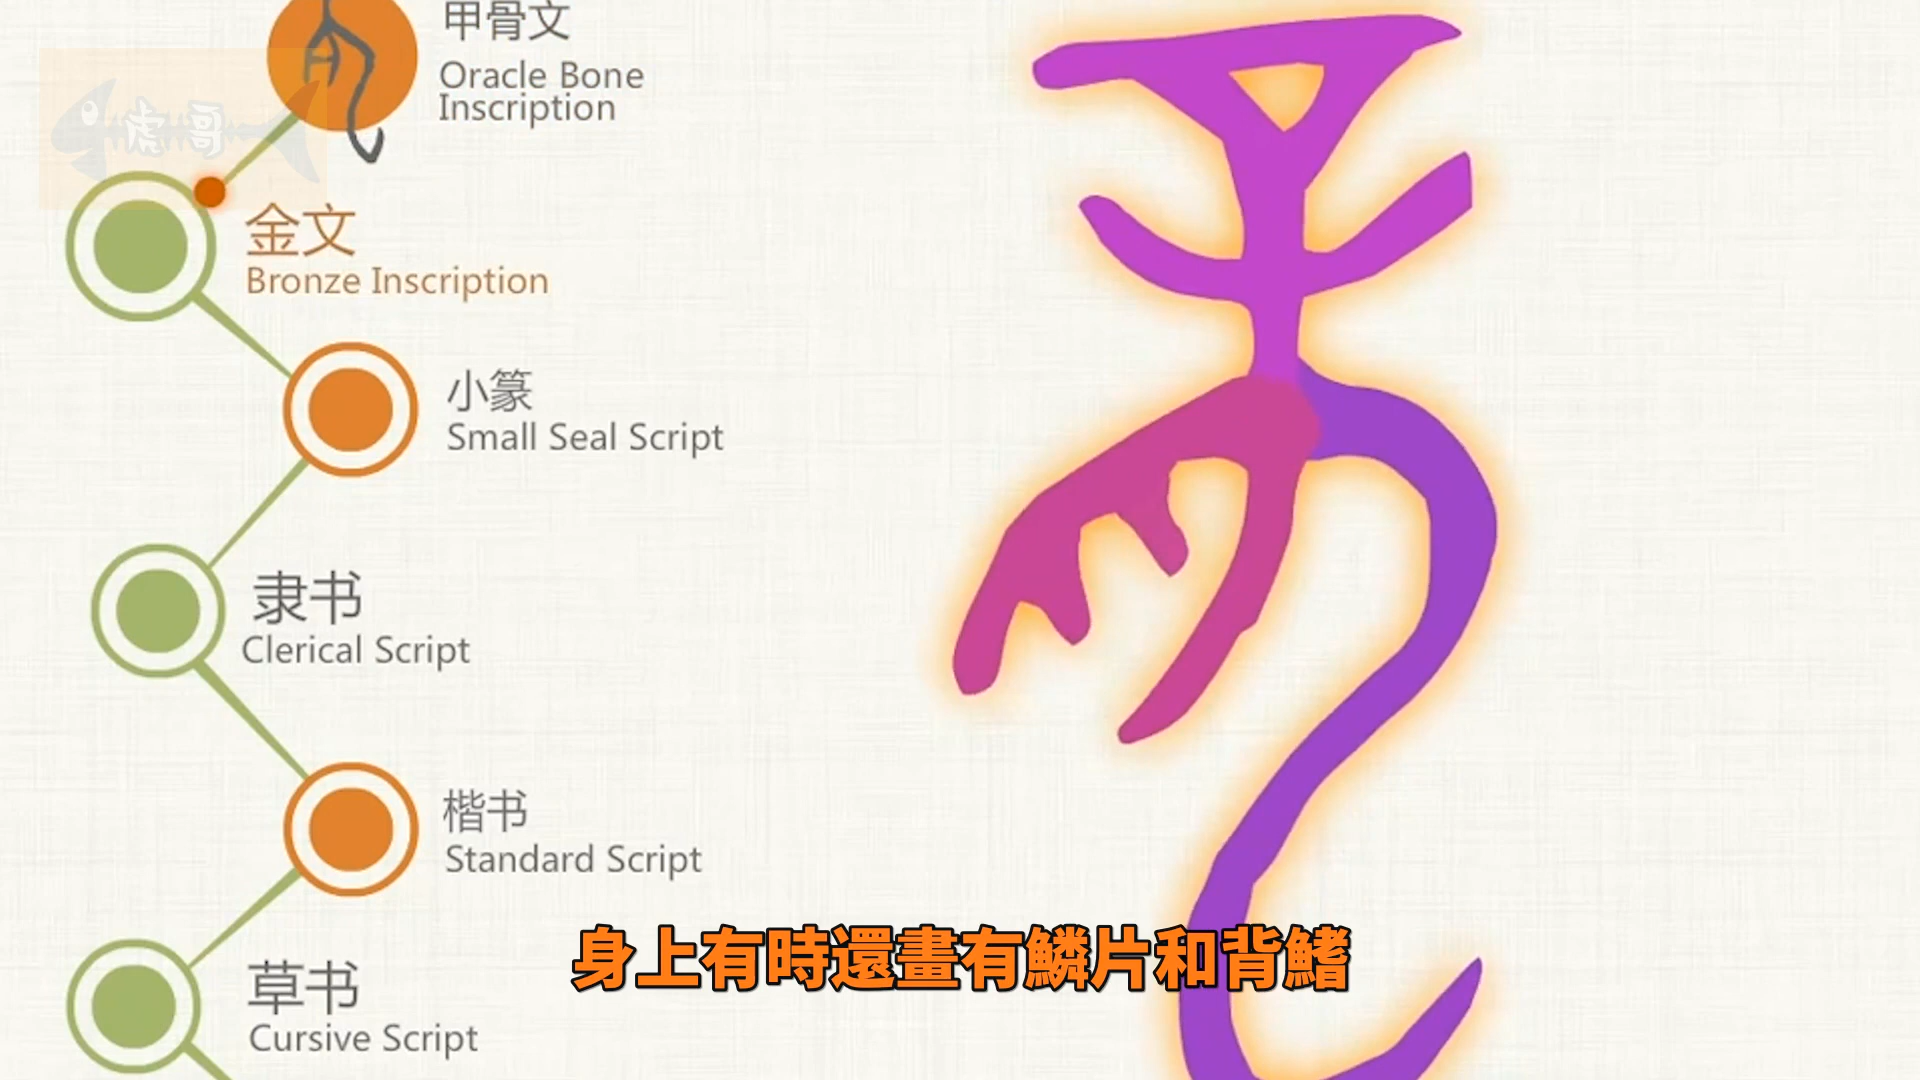 甲骨文
Oracle Bone
Inscription
虎哥
金文
Bronze Inscription
小篆
Small Seal Script
隶书
Clerical Script
楷书
Standard Script
草书
Cursive Script
身上有時還畫有鱗片和背鰭